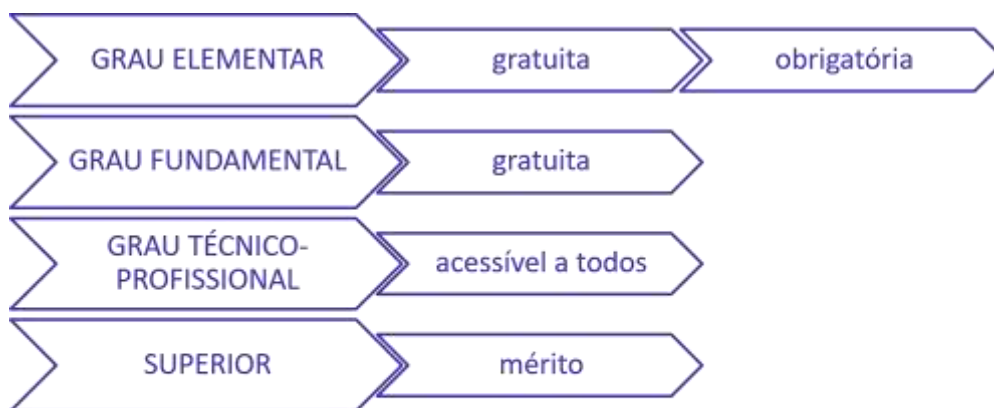 GRAU ELEMENTAR gratuita obrigatória
GRAU FUNDAMENTAL gratuita
GRAU TÉCNICO-
PROFISSIONAL acessível a todos
SUPERIOR mérito